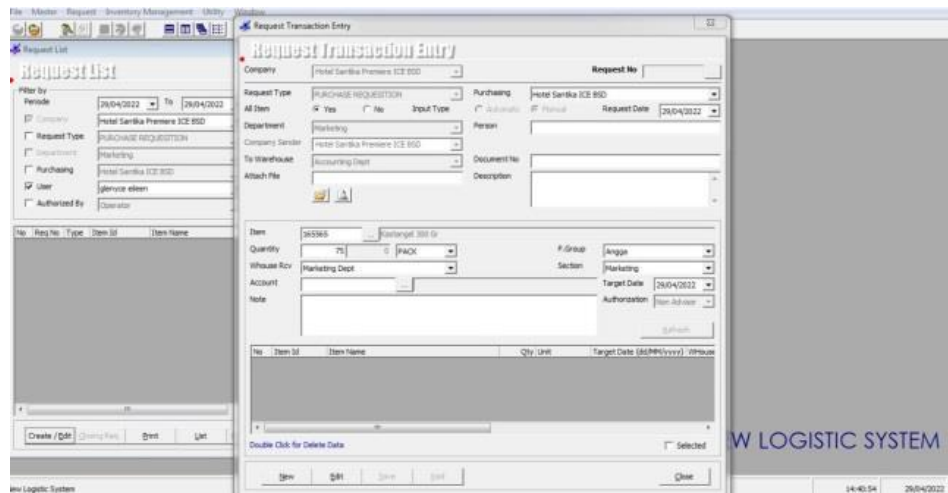 File Master Request Inventory Management Utility Window
Request List
Request List
Filter by
Periode 29/04/2022 To 29/04/2022
Company Hotel Santika Premiere ICE BSD
Request Type PURCHASE REQUESITION
Department Marketing
Purchasing Hotel Santika ICE BSD
User glenyce eileen
Authorized By Operator
No Req No Type Item Id Item Name
Create / Edit Print List
Request Transaction Entry
Request Transaction Entry
Company Hotel Santika Premiere ICE BSD Request No
Request Type PURCHASE REQUESITION Purchasing Hotel Santika ICE BSD
All Item Yes No Input Type Automatic Manual Request Date 29/04/2022
Department Marketing Person
Company Sender Hotel Santika Premiere ICE BSD
To Warehouse Accounting Dept Document No
Attach File Description
Item 165565 ... Kastangel 300 Gr
Quantity 75 0 PACK P.Group Angga
Whouse Rcv Marketing Dept Section Marketing
Account ... Target Date 29/04/2022
Note Authorization Non Advisor
Refresh
No Item Id Item Name Qty Unit Target Date (dd/MM/yyyy) WHouse
Double Click for Delete Data Selected
New Edit Save Print Close
W LOGISTIC SYSTEM
ew Logistic System 14:40:54 29/04/2022